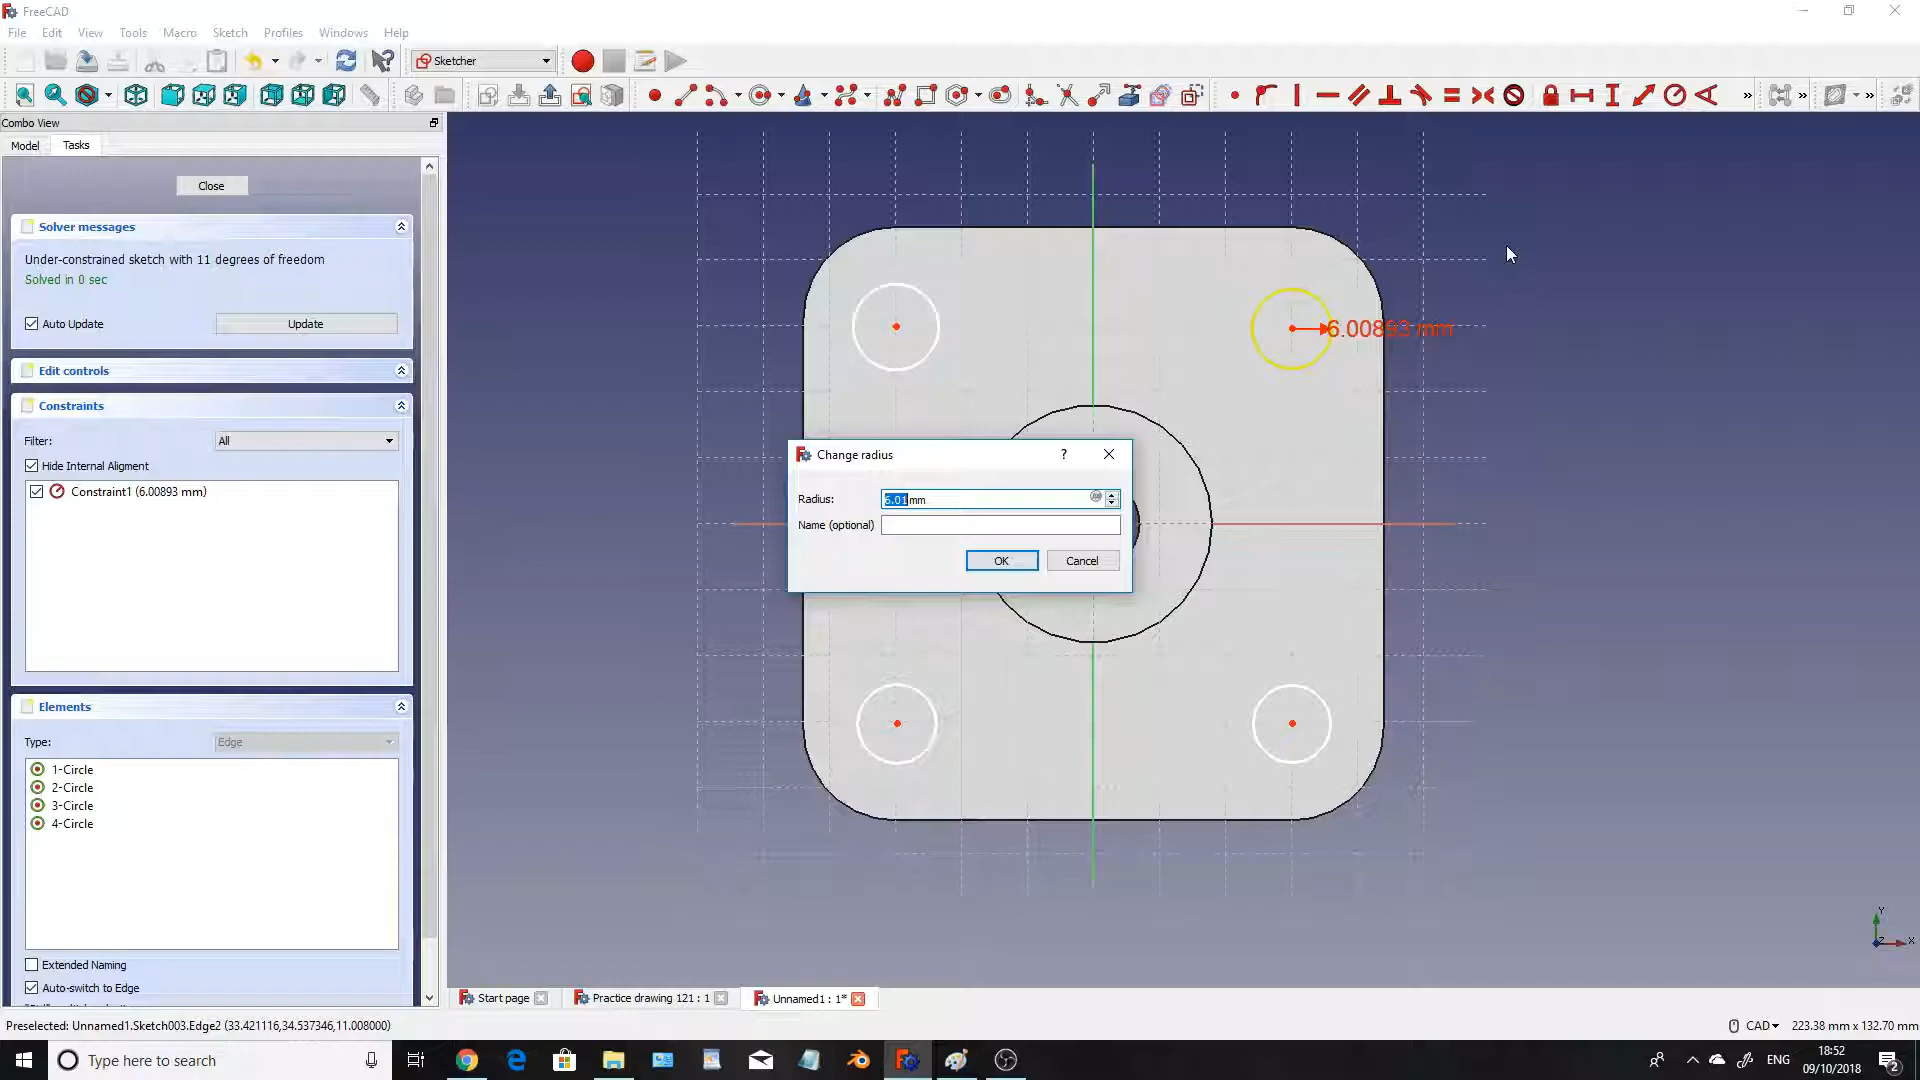 FreeCAD
File Edit View Tools Macro Sketch Profiles Windows Help
Sketcher
Combo View
Model Tasks
Close
Solver messages
Under-constrained sketch with 11 degrees of freedom
Solved in 0 sec
Auto Update Update
Edit controls
Constraints
Filter: All
Hide Internal Aligment
Constraint1 (6.00893 mm)
Elements
Type: Edge
1-Circle
2-Circle
3-Circle
4-Circle
Extended Naming
Auto-switch to Edge
6.00893 mm
Change radius ?
Radius: 6.01 mm
Name (optional)
OK Cancel
Y
Z X
Start page Practice drawing 121 : 1 Unnamed1 : 1*
Preselected: Unnamed1.Sketch003.Edge2 (33.421116,34.537346,11.008000) CAD 223.38 mm x 132.70 mm
Type here to search ENG 18:52
09/10/2018 2